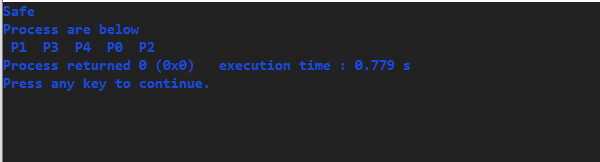 Safe
Process are below
 P1  P3  P4  P0  P2
Process returned 0 (0x0)   execution time : 0.779 s
Press any key to continue.